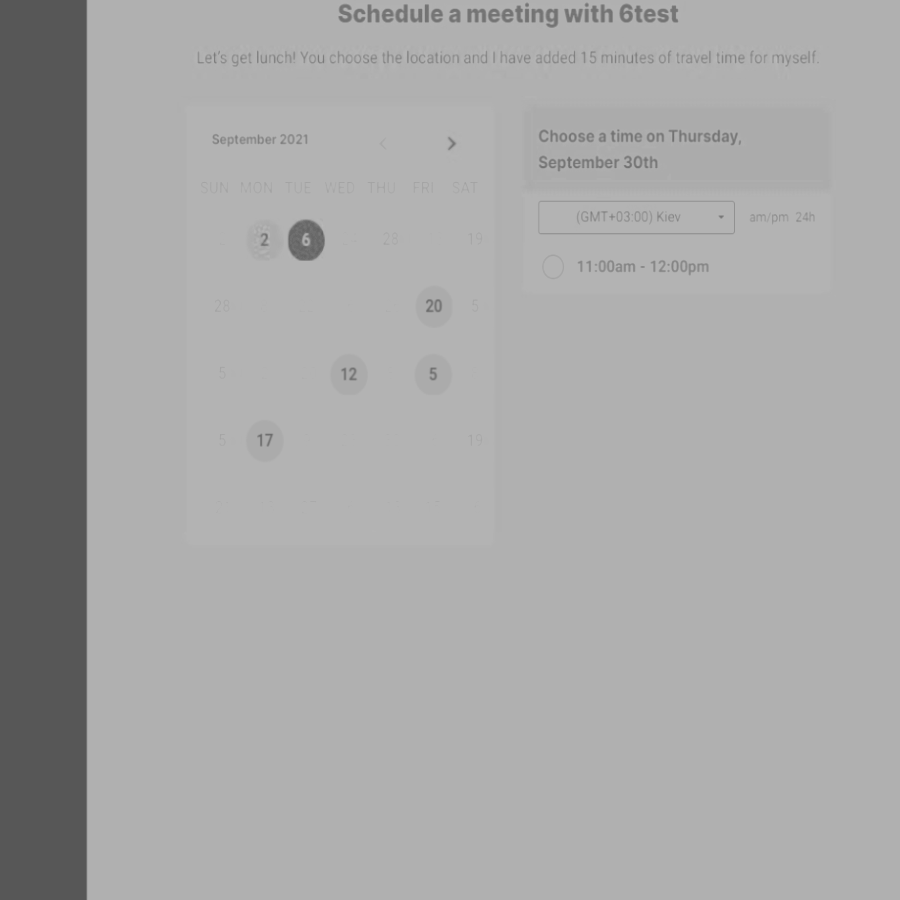 Schedule a meeting with 6test
Let's get lunch! You choose the location and I have added 15 minutes of travel time for myself.
September 2021
SUN MON TUE WED THU FRI SAT
2 6 28 19
28 20 5
5 12 5
5 17 19
Choose a time on Thursday,
September 30th
(GMT+03:00) Kiev am/pm 24h
11:00am - 12:00pm